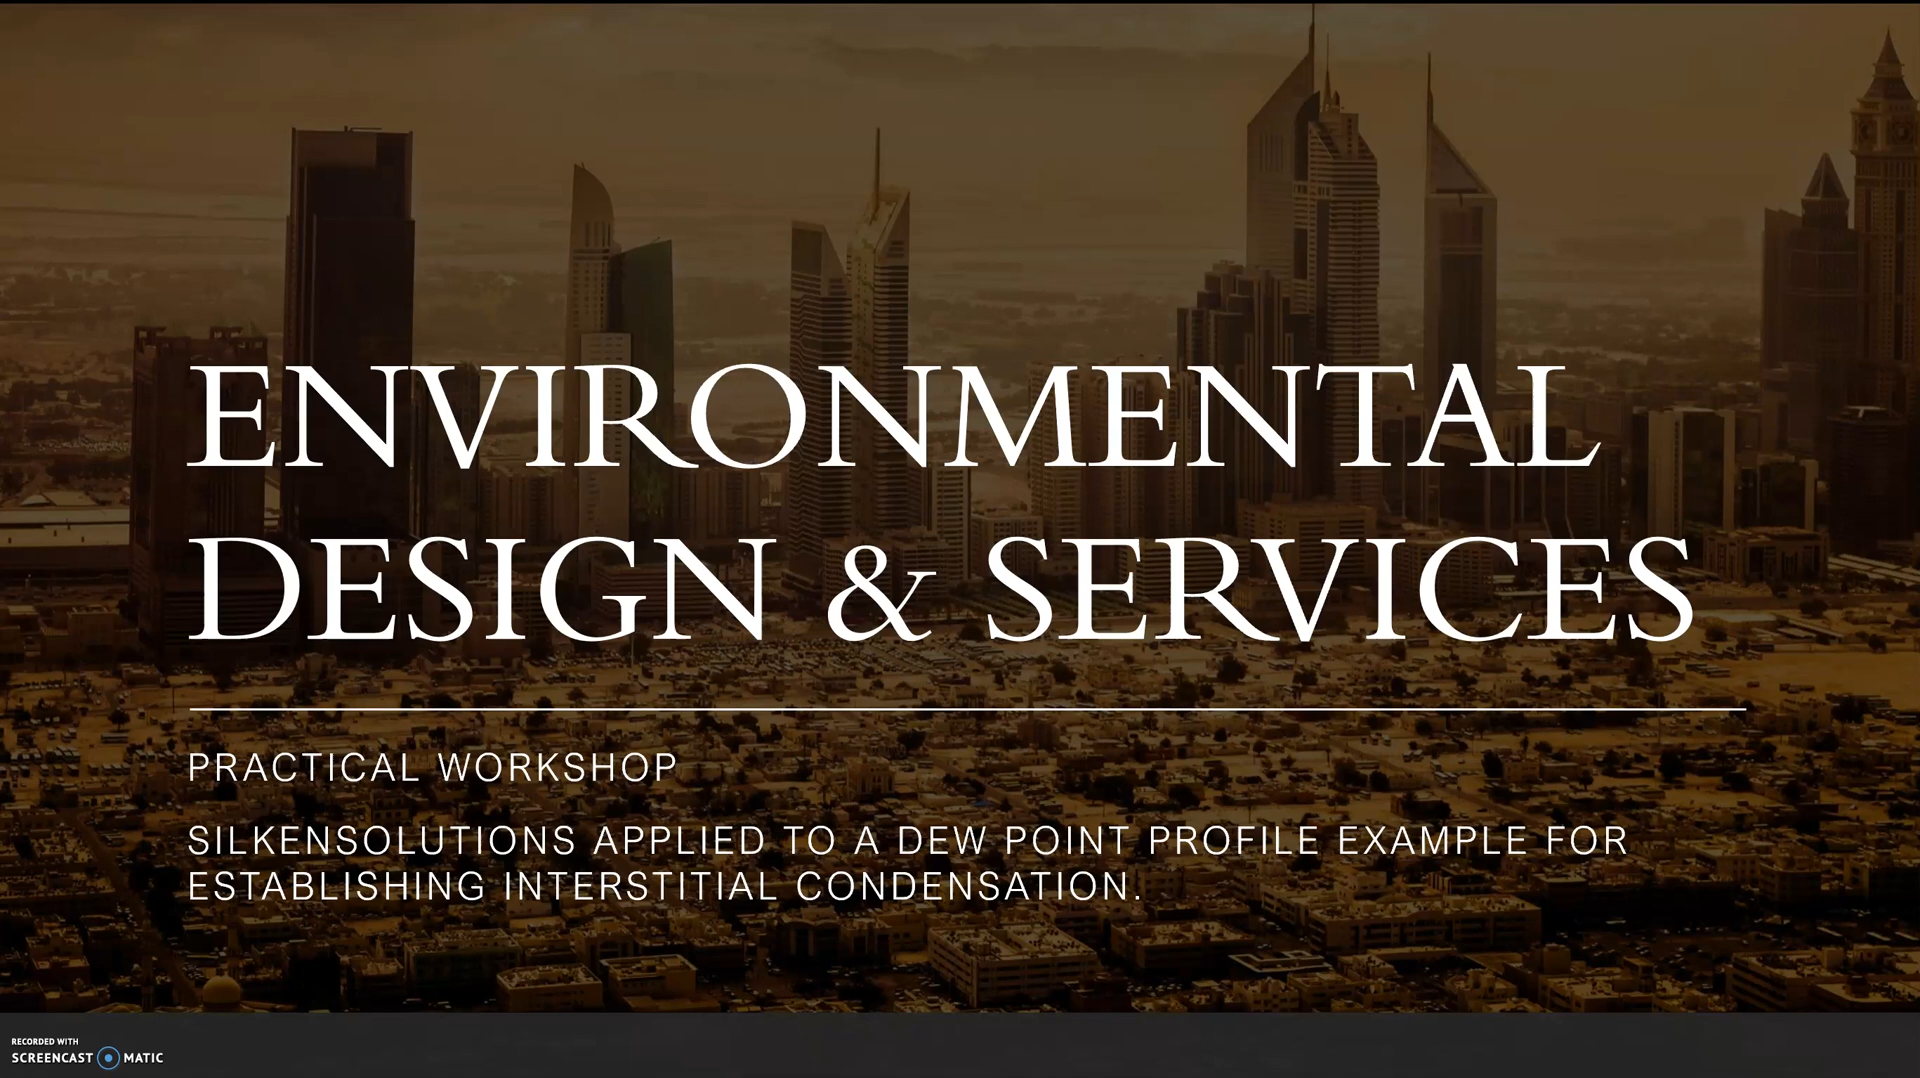 ENVIRONMENTAL
DESIGN & SERVICES
PRACTICAL WORKSHOP
SILKENSOLUTIONS APPLIED TO A DEW POINT PROFILE EXAMPLE FOR
ESTABLISHING INTERSTITIAL CONDENSATION.
RECORDED WITH
SCREENCAST MATIC